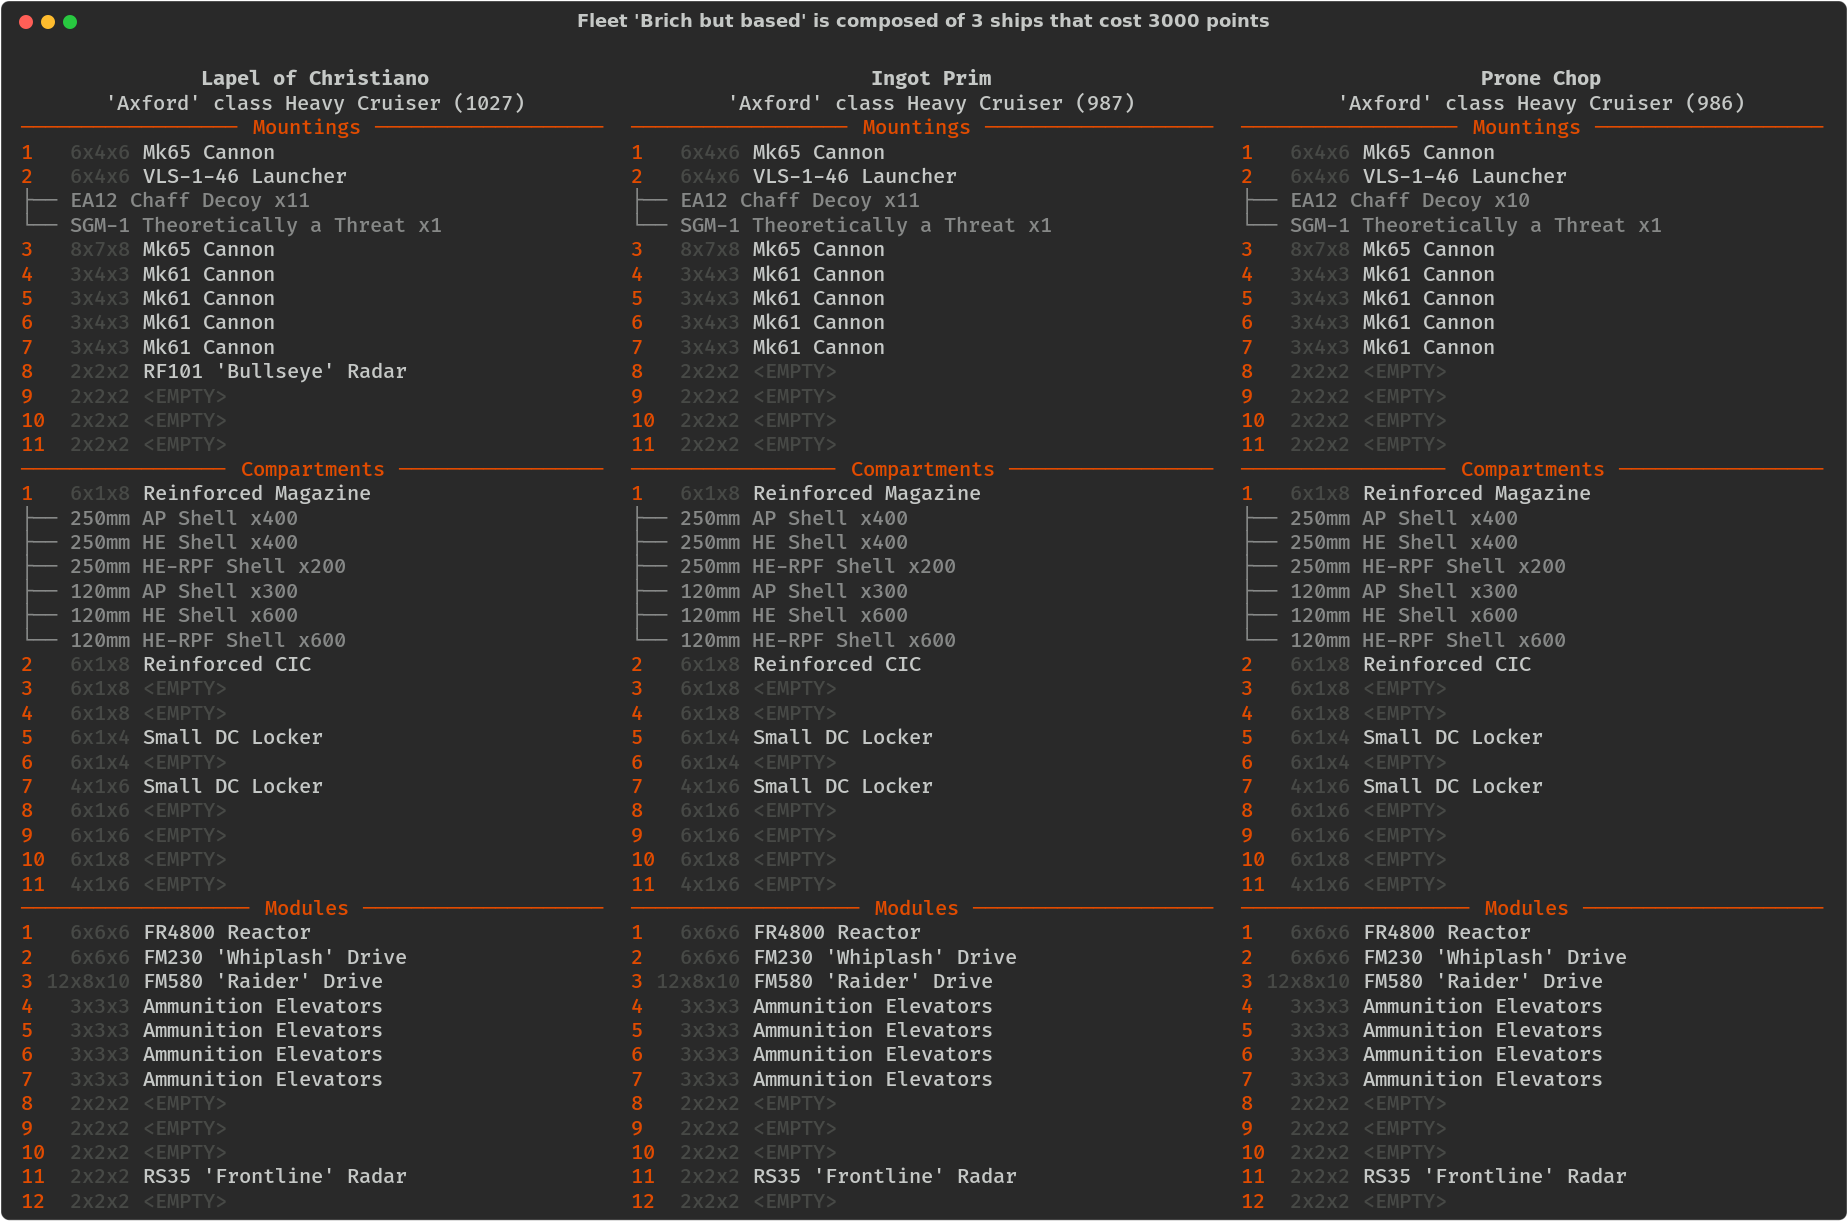 Fleet 'Brich but based' is composed of 3 ships that cost 3000 points
Lapel of Christiano
'Axford' class Heavy Cruiser (1027)
Mountings
1 6x4x6 Mk65 Cannon
2 6x4x6 VLS-1-46 Launcher
EA12 Chaff Decoy x11
SGM-1 Theoretically a Threat x1
3 8x7x8 Mk65 Cannon
4 3x4x3 Mk61 Cannon
5 3x4x3 Mk61 Cannon
6 3x4x3 Mk61 Cannon
7 3x4x3 Mk61 Cannon
8 2x2x2 RF101 'Bullseye' Radar
9 2x2x2 <EMPTY>
10 2x2x2 <EMPTY>
11 2x2x2 <EMPTY>
Compartments
1 6x1x8 Reinforced Magazine
250mm AP Shell x400
250mm HE Shell x400
250mm HE-RPF Shell x200
120mm AP Shell x300
120mm HE Shell x600
120mm HE-RPF Shell x600
2 6x1x8 Reinforced CIC
3 6x1x8 <EMPTY>
4 6x1x8 <EMPTY>
5 6x1x4 Small DC Locker
6 6x1x4 <EMPTY>
7 4x1x6 Small DC Locker
8 6x1x6 <EMPTY>
9 6x1x6 <EMPTY>
10 6x1x8 <EMPTY>
11 4x1x6 <EMPTY>
Modules
1 6x6x6 FR4800 Reactor
2 6x6x6 FM230 'Whiplash' Drive
3 12x8x10 FM580 'Raider' Drive
4 3x3x3 Ammunition Elevators
5 3x3x3 Ammunition Elevators
6 3x3x3 Ammunition Elevators
7 3x3x3 Ammunition Elevators
8 2x2x2 <EMPTY>
9 2x2x2 <EMPTY>
10 2x2x2 <EMPTY>
11 2x2x2 RS35 'Frontline' Radar
12 2x2x2 <EMPTY>
Ingot Prim
'Axford' class Heavy Cruiser (987)
Mountings
1 6x4x6 Mk65 Cannon
2 6x4x6 VLS-1-46 Launcher
EA12 Chaff Decoy x11
SGM-1 Theoretically a Threat x1
3 8x7x8 Mk65 Cannon
4 3x4x3 Mk61 Cannon
5 3x4x3 Mk61 Cannon
6 3x4x3 Mk61 Cannon
7 3x4x3 Mk61 Cannon
8 2x2x2 <EMPTY>
9 2x2x2 <EMPTY>
10 2x2x2 <EMPTY>
11 2x2x2 <EMPTY>
Compartments
1 6x1x8 Reinforced Magazine
250mm AP Shell x400
250mm HE Shell x400
250mm HE-RPF Shell x200
120mm AP Shell x300
120mm HE Shell x600
120mm HE-RPF Shell x600
2 6x1x8 Reinforced CIC
3 6x1x8 <EMPTY>
4 6x1x8 <EMPTY>
5 6x1x4 Small DC Locker
6 6x1x4 <EMPTY>
7 4x1x6 Small DC Locker
8 6x1x6 <EMPTY>
9 6x1x6 <EMPTY>
10 6x1x8 <EMPTY>
11 4x1x6 <EMPTY>
Modules
1 6x6x6 FR4800 Reactor
2 6x6x6 FM230 'Whiplash' Drive
3 12x8x10 FM580 'Raider' Drive
4 3x3x3 Ammunition Elevators
5 3x3x3 Ammunition Elevators
6 3x3x3 Ammunition Elevators
7 3x3x3 Ammunition Elevators
8 2x2x2 <EMPTY>
9 2x2x2 <EMPTY>
10 2x2x2 <EMPTY>
11 2x2x2 RS35 'Frontline' Radar
12 2x2x2 <EMPTY>
Prone Chop
'Axford' class Heavy Cruiser (986)
Mountings
1 6x4x6 Mk65 Cannon
2 6x4x6 VLS-1-46 Launcher
EA12 Chaff Decoy x10
SGM-1 Theoretically a Threat x1
3 8x7x8 Mk65 Cannon
4 3x4x3 Mk61 Cannon
5 3x4x3 Mk61 Cannon
6 3x4x3 Mk61 Cannon
7 3x4x3 Mk61 Cannon
8 2x2x2 <EMPTY>
9 2x2x2 <EMPTY>
10 2x2x2 <EMPTY>
11 2x2x2 <EMPTY>
Compartments
1 6x1x8 Reinforced Magazine
250mm AP Shell x400
250mm HE Shell x400
250mm HE-RPF Shell x200
120mm AP Shell x300
120mm HE Shell x600
120mm HE-RPF Shell x600
2 6x1x8 Reinforced CIC
3 6x1x8 <EMPTY>
4 6x1x8 <EMPTY>
5 6x1x4 Small DC Locker
6 6x1x4 <EMPTY>
7 4x1x6 Small DC Locker
8 6x1x6 <EMPTY>
9 6x1x6 <EMPTY>
10 6x1x8 <EMPTY>
11 4x1x6 <EMPTY>
Modules
1 6x6x6 FR4800 Reactor
2 6x6x6 FM230 'Whiplash' Drive
3 12x8x10 FM580 'Raider' Drive
4 3x3x3 Ammunition Elevators
5 3x3x3 Ammunition Elevators
6 3x3x3 Ammunition Elevators
7 3x3x3 Ammunition Elevators
8 2x2x2 <EMPTY>
9 2x2x2 <EMPTY>
10 2x2x2 <EMPTY>
11 2x2x2 RS35 'Frontline' Radar
12 2x2x2 <EMPTY>